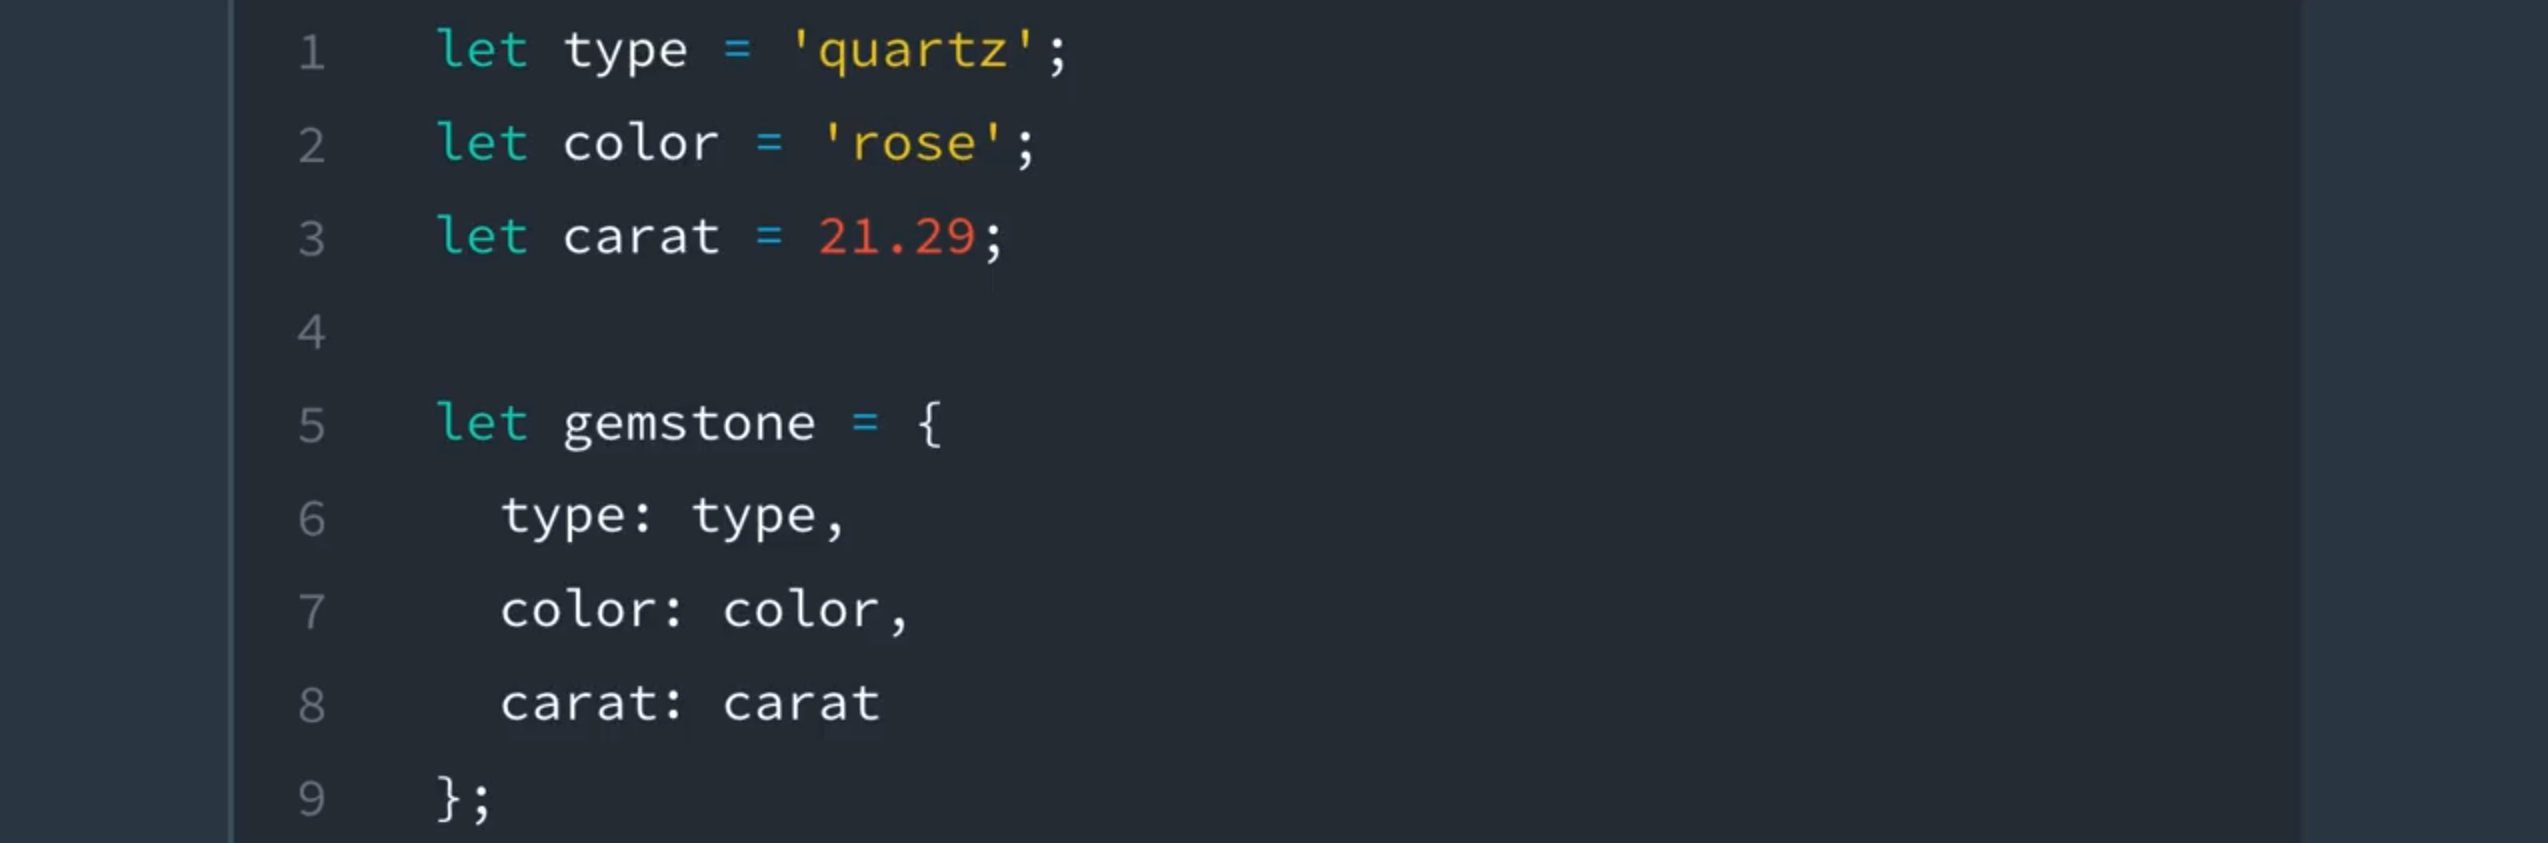 1 let type = 'quartz';
2 let color = 'rose';
3 let carat = 21.29;
4
5 let gemstone = {
6   type: type,
7   color: color,
8   carat: carat
9 };